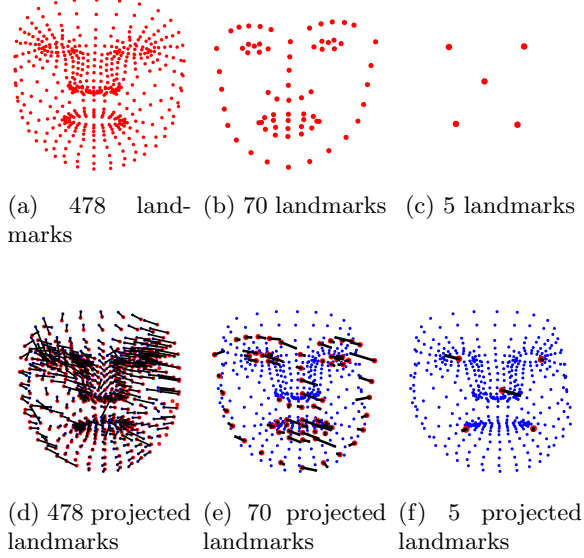 (a) 478 land-
marks
(b) 70 landmarks
(c) 5 landmarks
(d) 478 projected
landmarks
(e) 70 projected
landmarks
(f) 5 projected
landmarks